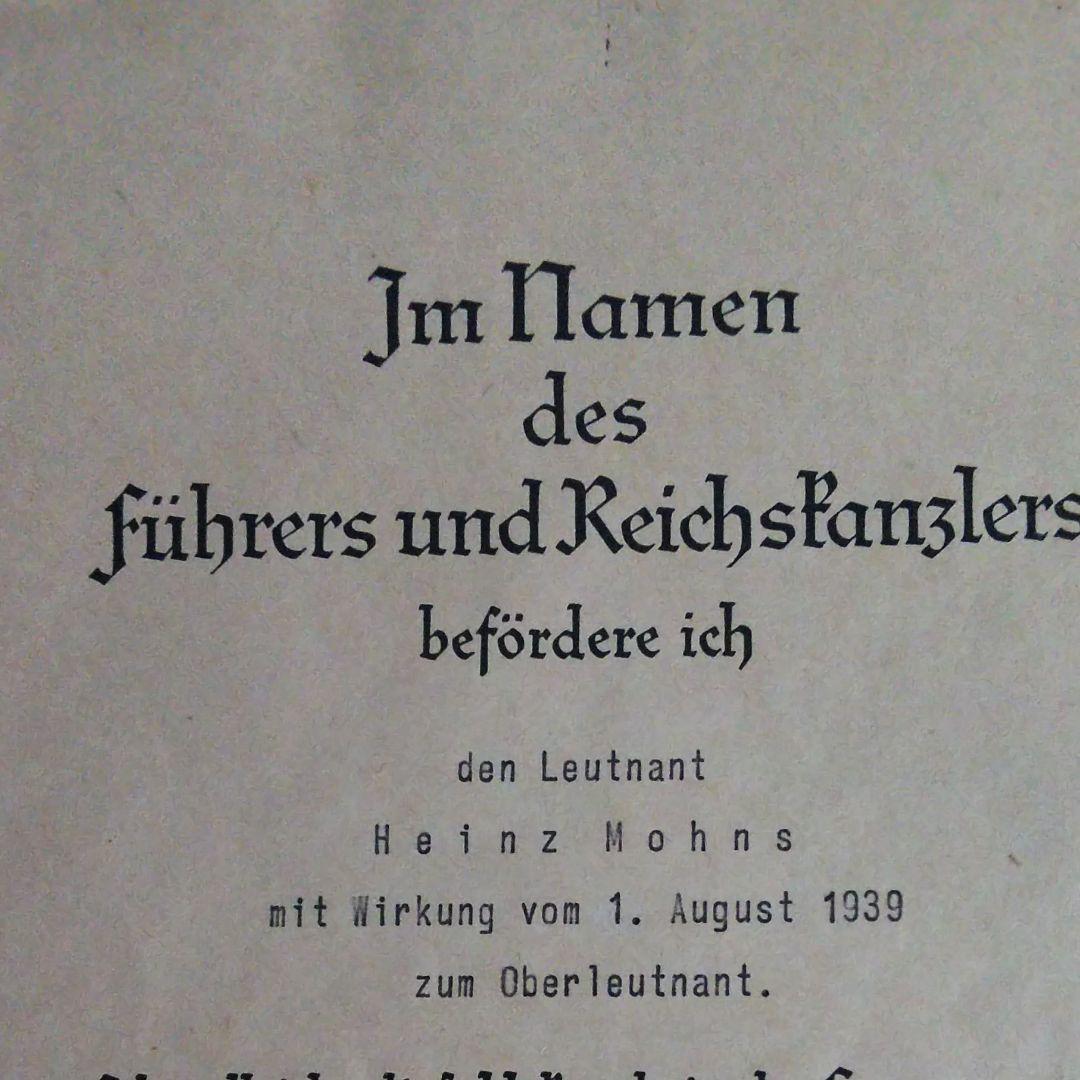 Im Namen
des
Führers und Reichskanzlers
befördere ich
den Leutnant
Heinz Mohns
mit Wirkung vom 1. August 1939
zum Oberleutnant.